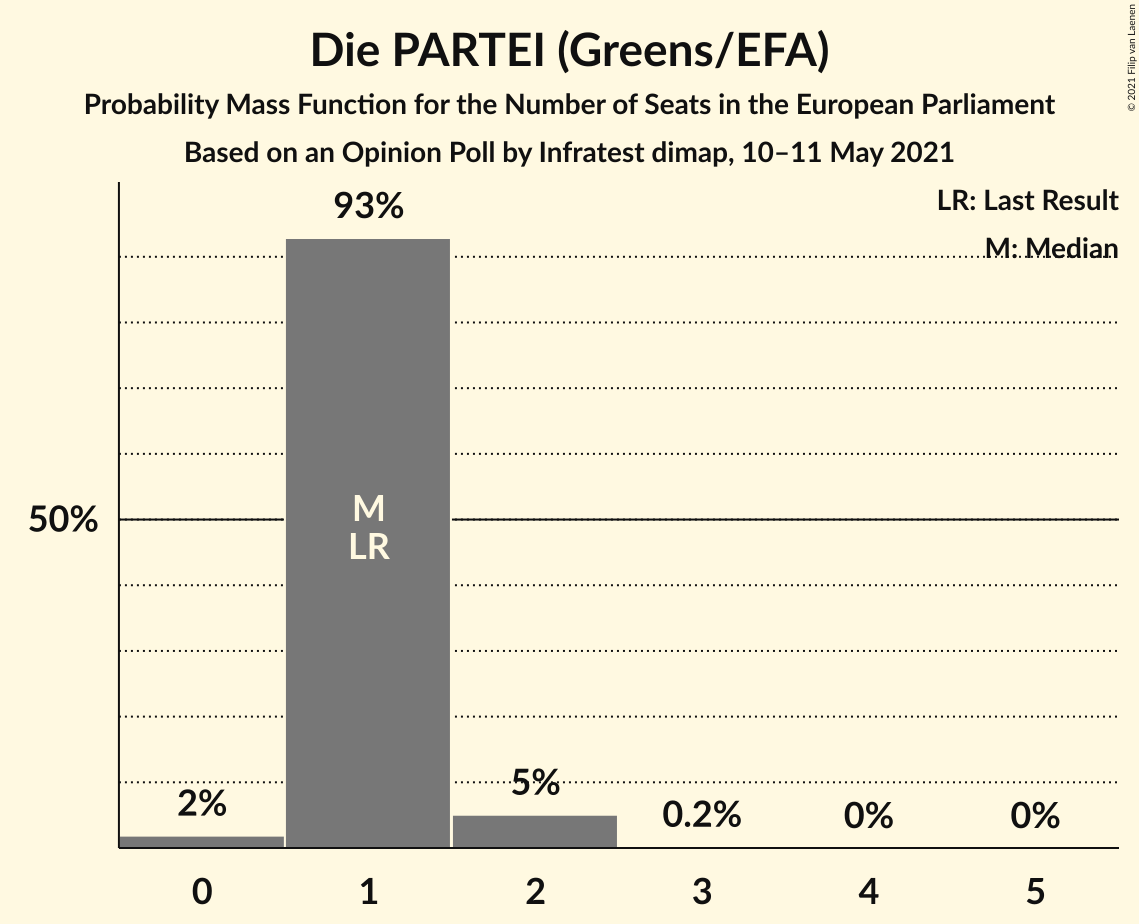 Die PARTEI (Greens/EFA)
Probability Mass Function for the Number of Seats in the European Parliament
Based on an Opinion Poll by Infratest dimap, 10–11 May 2021
© 2021 Filip van Laenen
LR: Last Result
M: Median
93%
50%
M
LR
2%
5%
0.2%
0%
0%
0
1
2
3
4
5